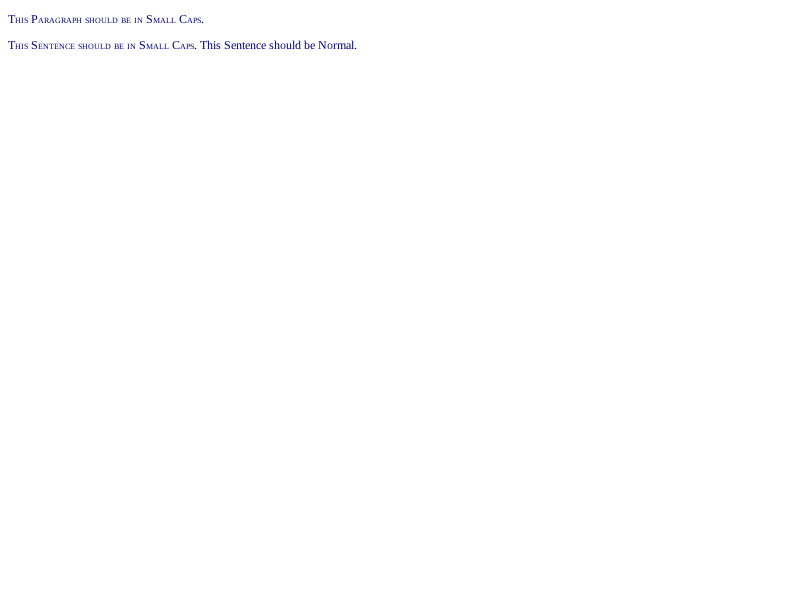 This Paragraph should be in Small Caps.
This Sentence should be in Small Caps. This Sentence should be Normal.